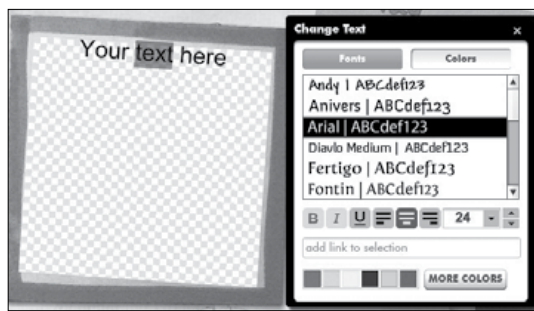 Your text here
Change Text ×
Fonts Colors
Andy | ABCdef123
Anivers | ABCdef123
Arial | ABCdef123
Diavlo Medium | ABCdef123
Fertigo | ABCdef123
Fontin | ABCdef123
B I U 24
add link to selection
MORE COLORS